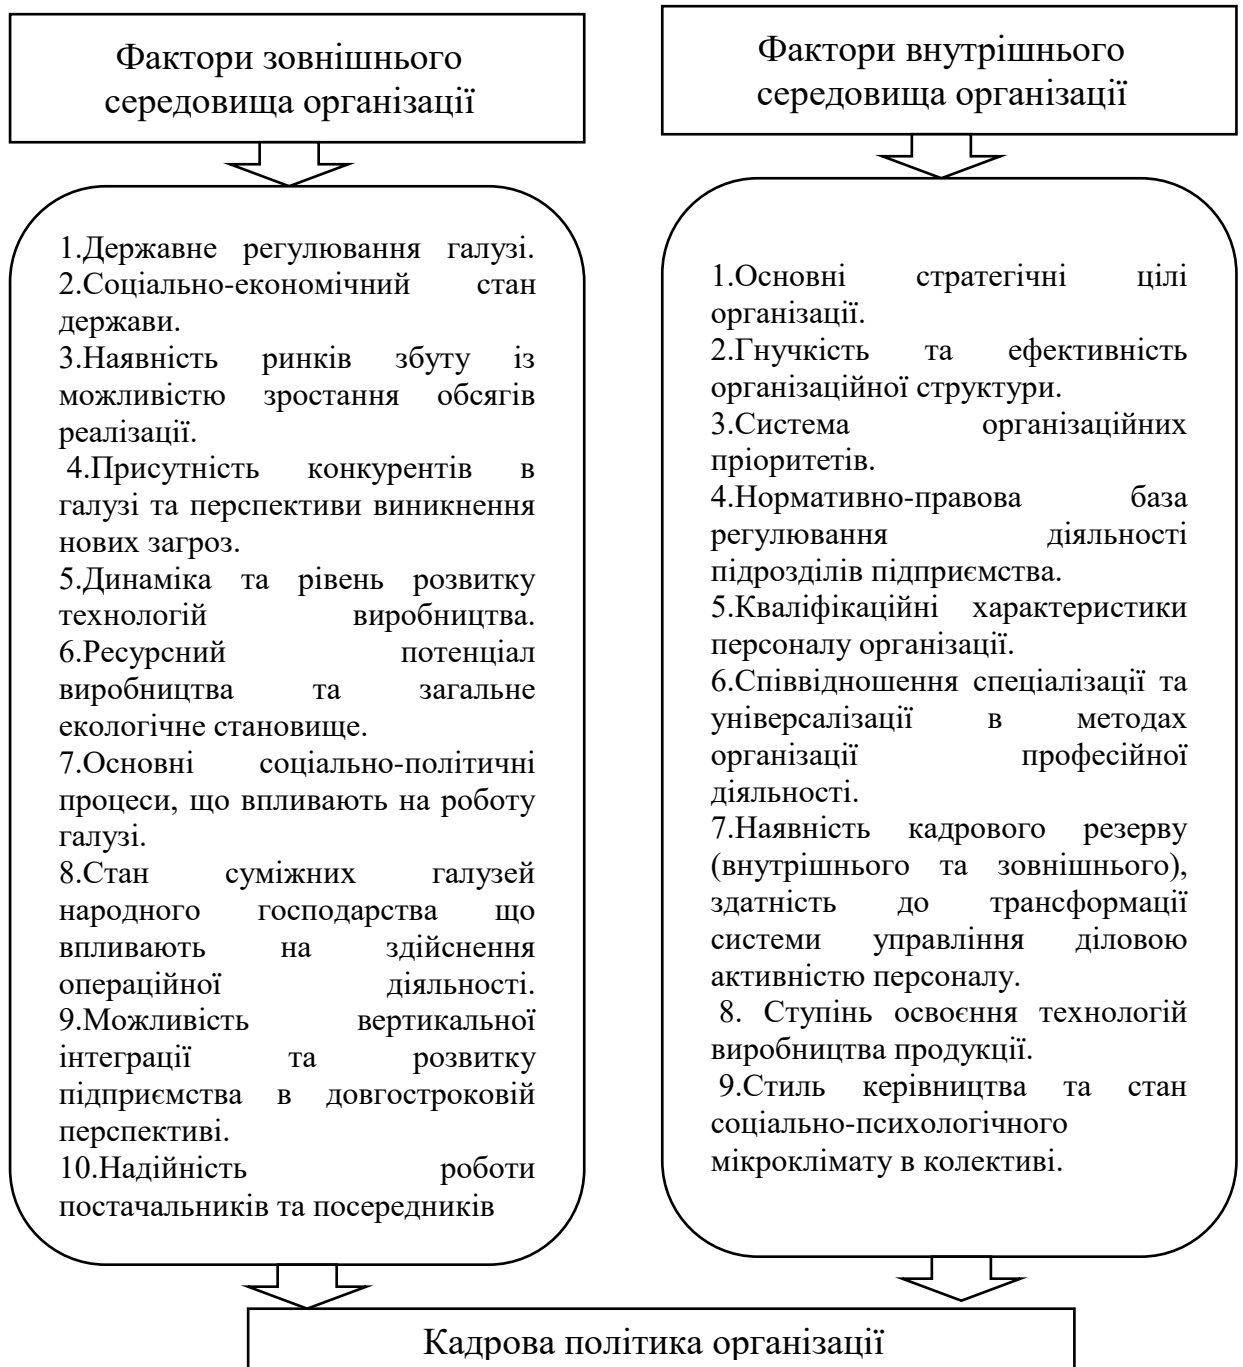 Фактори зовнішнього
середовища організації
1.Державне регулювання галузі.
2.Соціально-економічний стан
держави.
3.Наявність ринків збуту із
можливістю зростання обсягів
реалізації.
4.Присутність конкурентів в
галузі та перспективи виникнення
нових загроз.
5.Динаміка та рівень розвитку
технологій виробництва.
6.Ресурсний потенціал
виробництва та загальне
екологічне становище.
7.Основні соціально-політичні
процеси, що впливають на роботу
галузі.
8.Стан суміжних галузей
народного господарства що
впливають на здійснення
операційної діяльності.
9.Можливість вертикальної
інтеграції та розвитку
підприємства в довгостроковій
перспективі.
10.Надійність роботи
постачальників та посередників
Фактори внутрішнього
середовища організації
1.Основні стратегічні цілі
організації.
2.Гнучкість та ефективність
організаційної структури.
3.Система організаційних
пріоритетів.
4.Нормативно-правова база
регулювання діяльності
підрозділів підприємства.
5.Кваліфікаційні характеристики
персоналу організації.
6.Співвідношення спеціалізації та
універсалізації в методах
організації професійної
діяльності.
7.Наявність кадрового резерву
(внутрішнього та зовнішнього),
здатність до трансформації
системи управління діловою
активністю персоналу.
8. Ступінь освоєння технологій
виробництва продукції.
9.Стиль керівництва та стан
соціально-психологічного
мікроклімату в колективі.
Кадрова політика організації